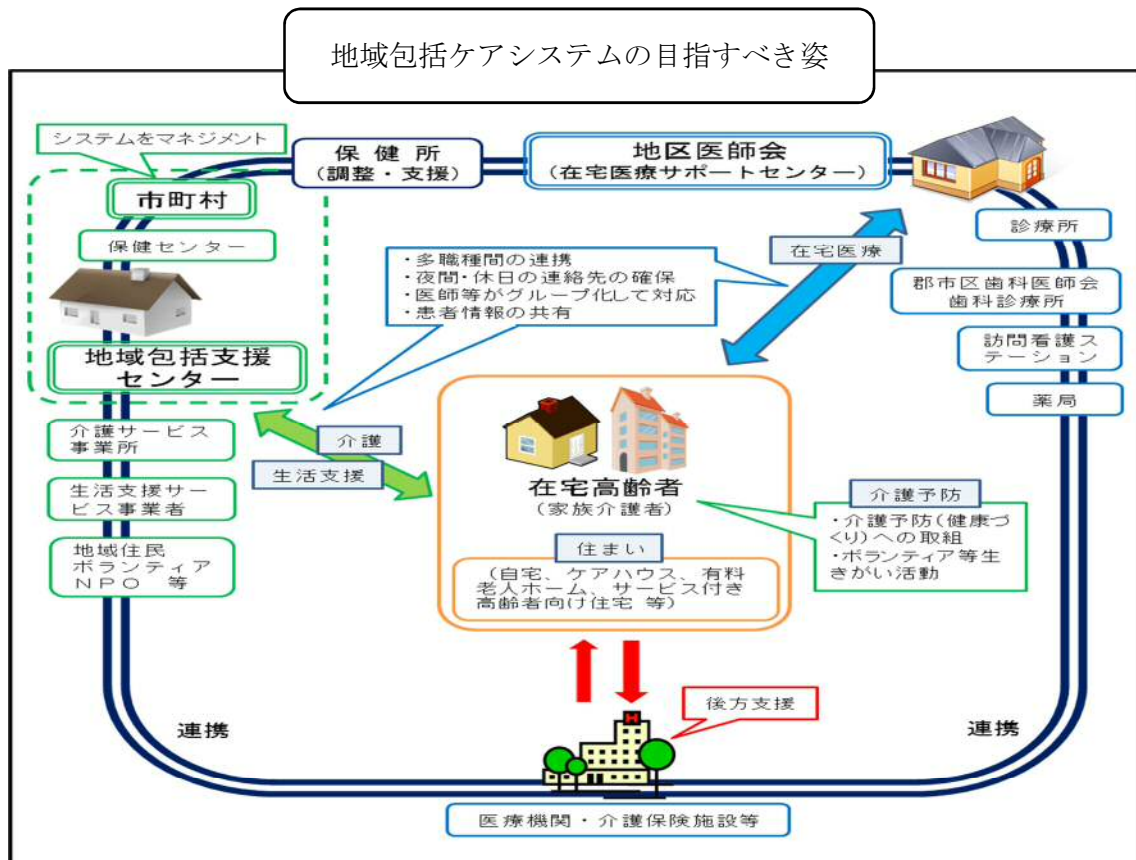 地域包括ケアシステムの目指すべき姿
システムをマネジメント
市町村
保健センター
地域包括支援
センター
介護サービス
事業所
生活支援サー
ビス事業者
地域住民
ボランティア
NPO 等
保健所
(調整・支援)
地区医師会
(在宅医療サポートセンター)
診療所
郡市区歯科医師会
歯科診療所
訪問看護ス
テーション
薬局
在宅医療
・多職種間の連携
・夜間・休日の連絡先の確保
・医師等がグループ化して対応
・患者情報の共有
介護
生活支援
在宅高齢者
(家族介護者)
住まい
(自宅、ケアハウス、有料
老人ホーム、サービス付き
高齢者向け住宅 等)
介護予防
・介護予防(健康づ
くり)への取組
・ボランティア等生
きがい活動
後方支援
H
連携
連携
医療機関・介護保険施設等